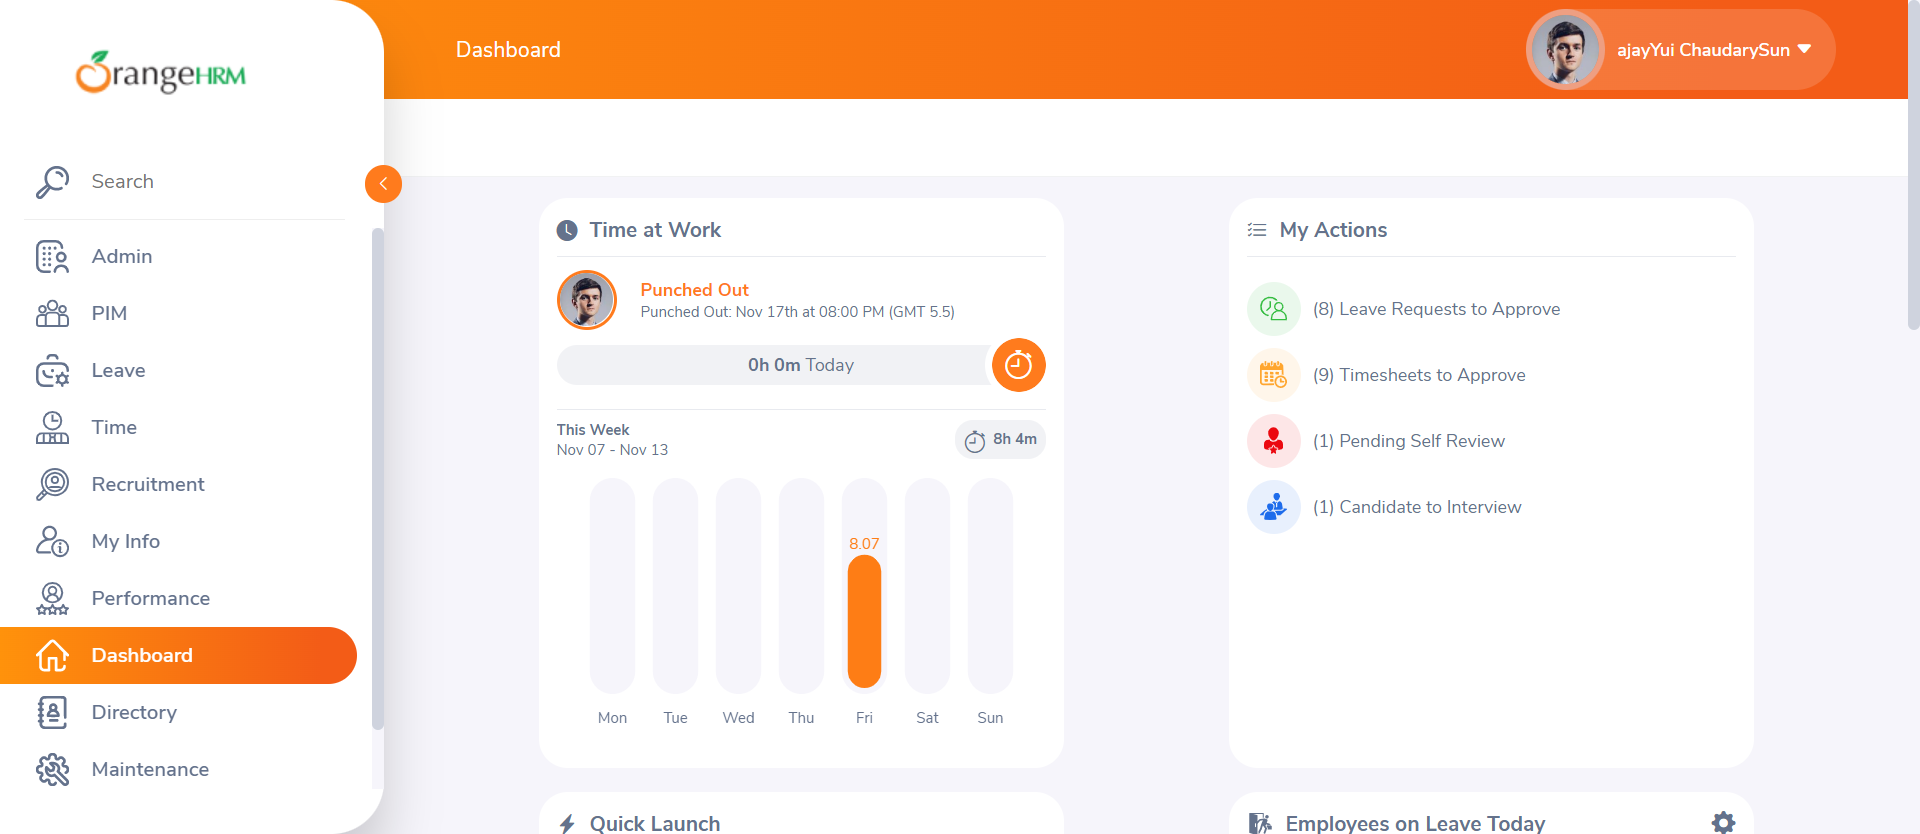 OrangeHRM
Search
Admin
PIM
Leave
Time
Recruitment
My Info
Performance
Dashboard
Directory
Maintenance
Dashboard
ajayYui ChaudarySun
Time at Work
Punched Out
Punched Out: Nov 17th at 08:00 PM (GMT 5.5)
0h 0m Today
This Week
Nov 07 - Nov 13
8h 4m
8.07
Mon Tue Wed Thu Fri Sat Sun
My Actions
(8) Leave Requests to Approve
(9) Timesheets to Approve
(1) Pending Self Review
(1) Candidate to Interview
Quick Launch
Employees on Leave Today